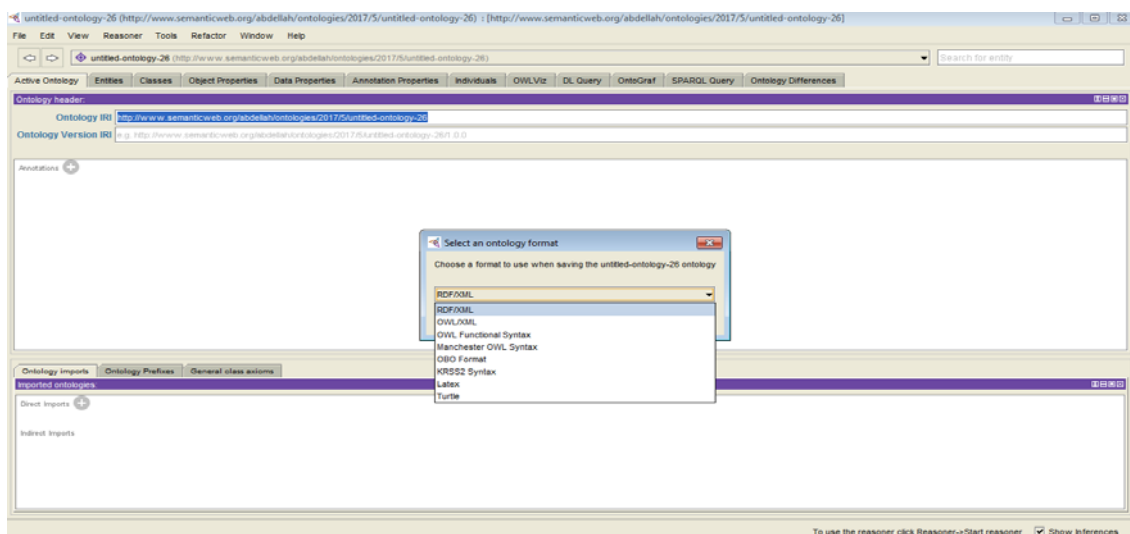 untitled-ontology-26 (http://www.semanticweb.org/abdellah/ontologies/2017/5/untitled-ontology-26) : [http://www.semanticweb.org/abdellah/ontologies/2017/5/untitled-ontology-26]
File Edit View Reasoner Tools Refactor Window Help
untitled-ontology-26 (http://www.semanticweb.org/abdellah/ontologies/2017/5/untitled-ontology-26)
Search for entity
Active Ontology Entities Classes Object Properties Data Properties Annotation Properties Individuals OWLViz DL Query OntoGraf SPARQL Query Ontology Differences
Ontology header:
Ontology IRI http://www.semanticweb.org/abdellah/ontologies/2017/5/untitled-ontology-26
Ontology Version IRI e.g. http://www.semanticweb.org/abdellah/ontologies/2017/5/untitled-ontology-26/1.0.0
Annotations
Select an ontology format
Choose a format to use when saving the untitled-ontology-26 ontology
RDF/XML
RDF/XML
OWL/XML
OWL Functional Syntax
Manchester OWL Syntax
OBO Format
KRSS2 Syntax
Latex
Turtle
Ontology imports Ontology Prefixes General class axioms
Imported ontologies:
Direct Imports
Indirect Imports
To use the reasoner click Reasoner->Start reasoner Show Inferences